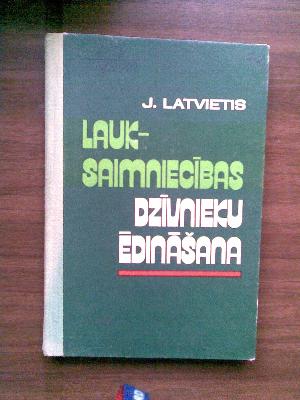 J. LATVIETIS
LAUK-
SAIMNIECĪBAS
DZĪVNIEKU
ĒDINĀŠANA